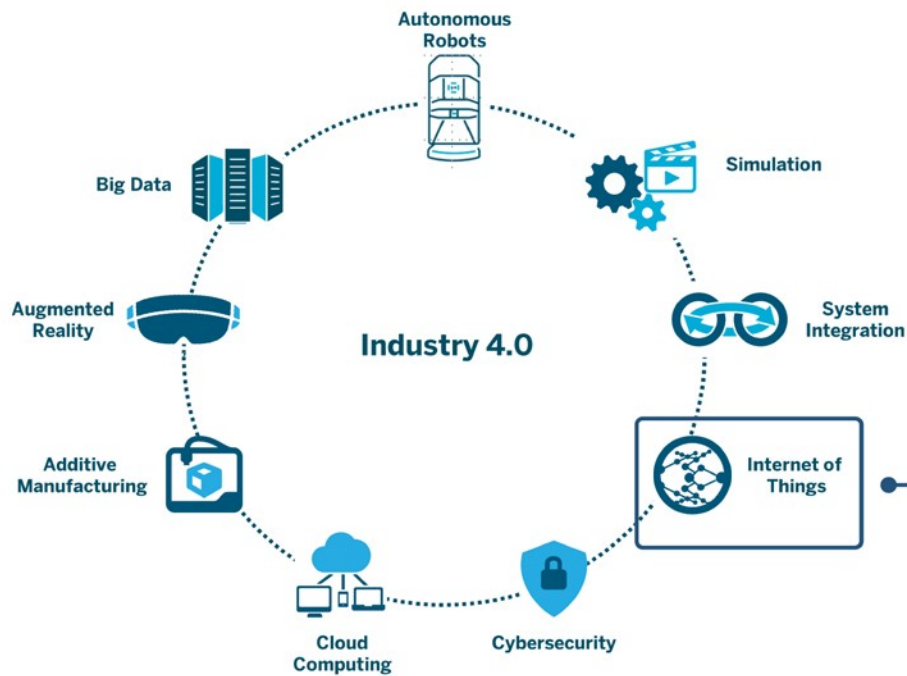 Autonomous
Robots
Big Data
Simulation
Augmented
Reality
System
Integration
Industry 4.0
Additive
Manufacturing
Internet of
Things
Cloud
Computing
Cybersecurity